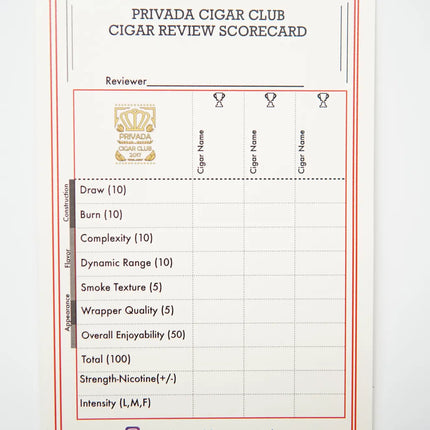 PRIVADA CIGAR CLUB
CIGAR REVIEW SCORECARD
Reviewer
PRIVADA
CIGAR CLUB
2017
Cigar Name
Cigar Name
Cigar Name
Construction
Draw (10)
Burn (10)
Flavor
Complexity (10)
Dynamic Range (10)
Appearance
Smoke Texture (5)
Wrapper Quality (5)
Overall Enjoyability (50)
Total (100)
Strength-Nicotine(+/-)
Intensity (L,M,F)